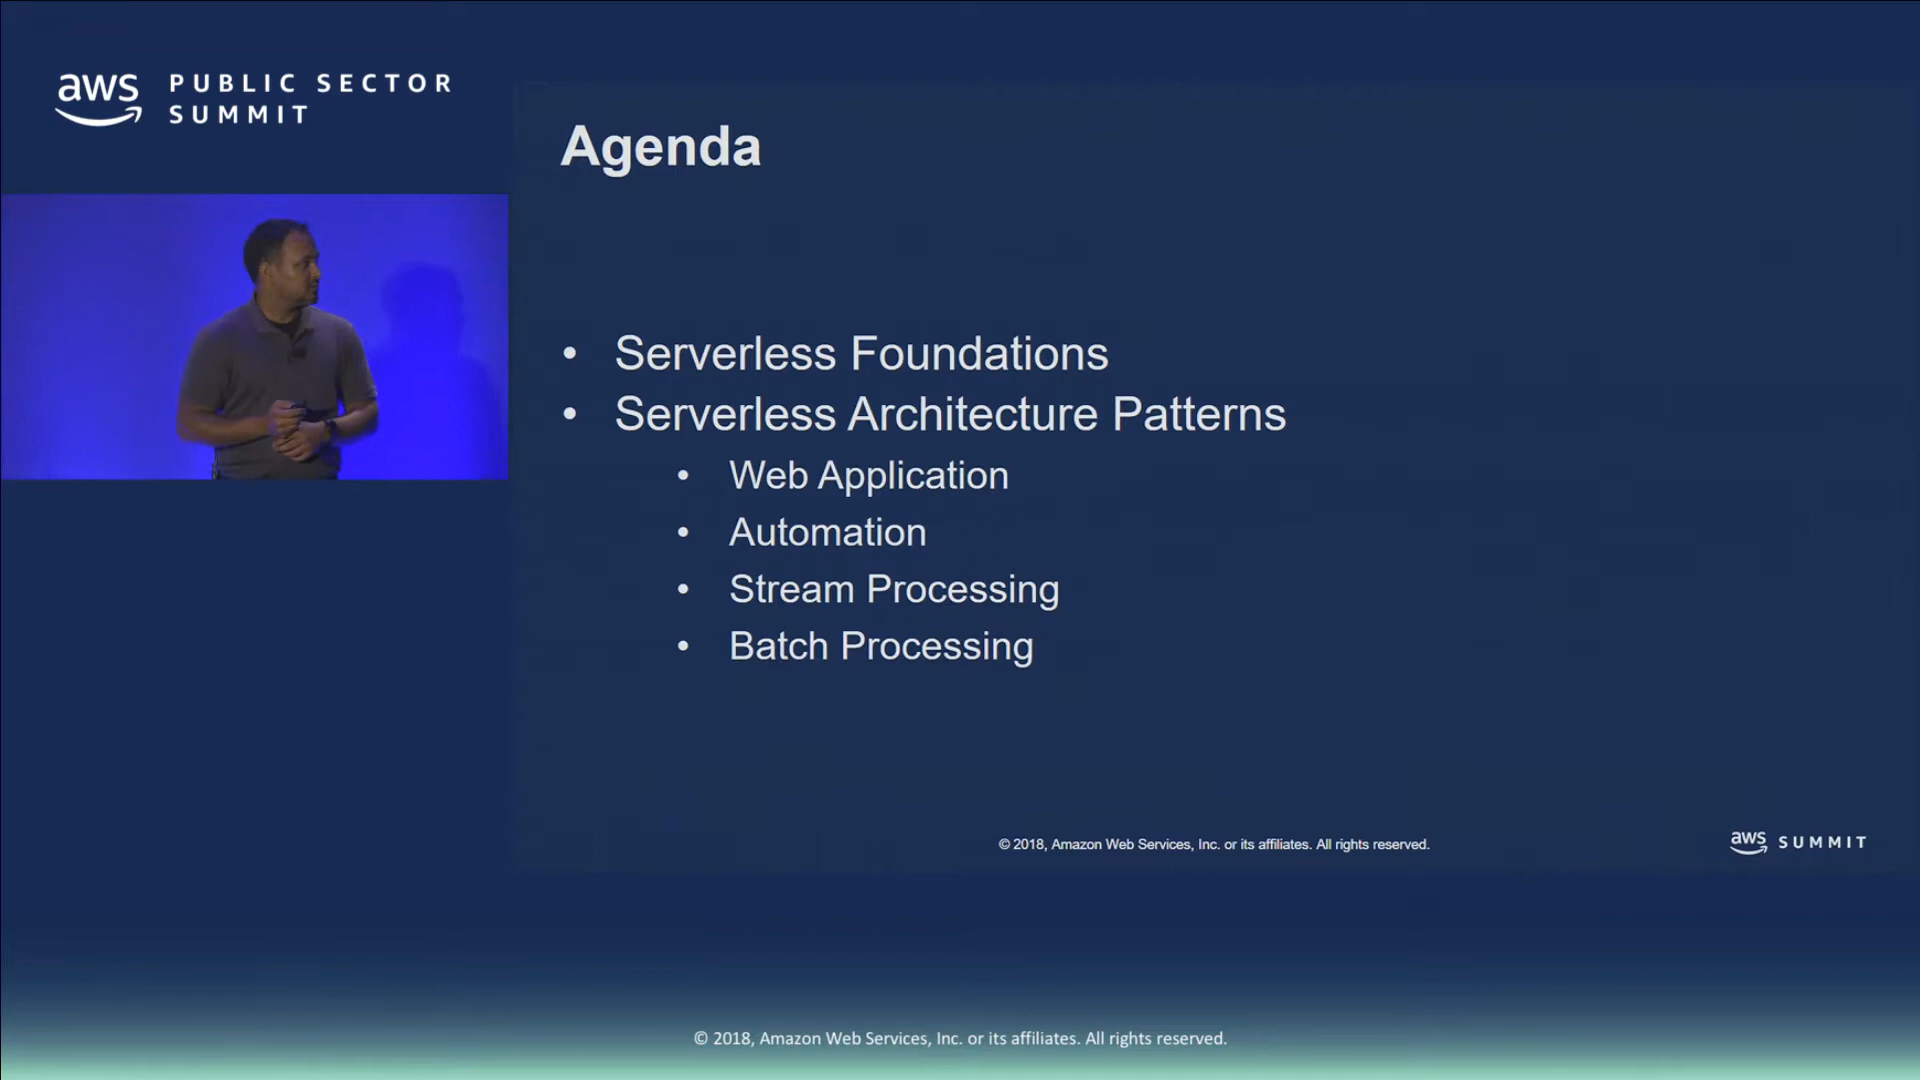 aws PUBLIC SECTOR
SUMMIT
Agenda
• Serverless Foundations
• Serverless Architecture Patterns
• Web Application
• Automation
• Stream Processing
• Batch Processing
© 2018, Amazon Web Services, Inc. or its affiliates. All rights reserved.
aws SUMMIT
© 2018, Amazon Web Services, Inc. or its affiliates. All rights reserved.